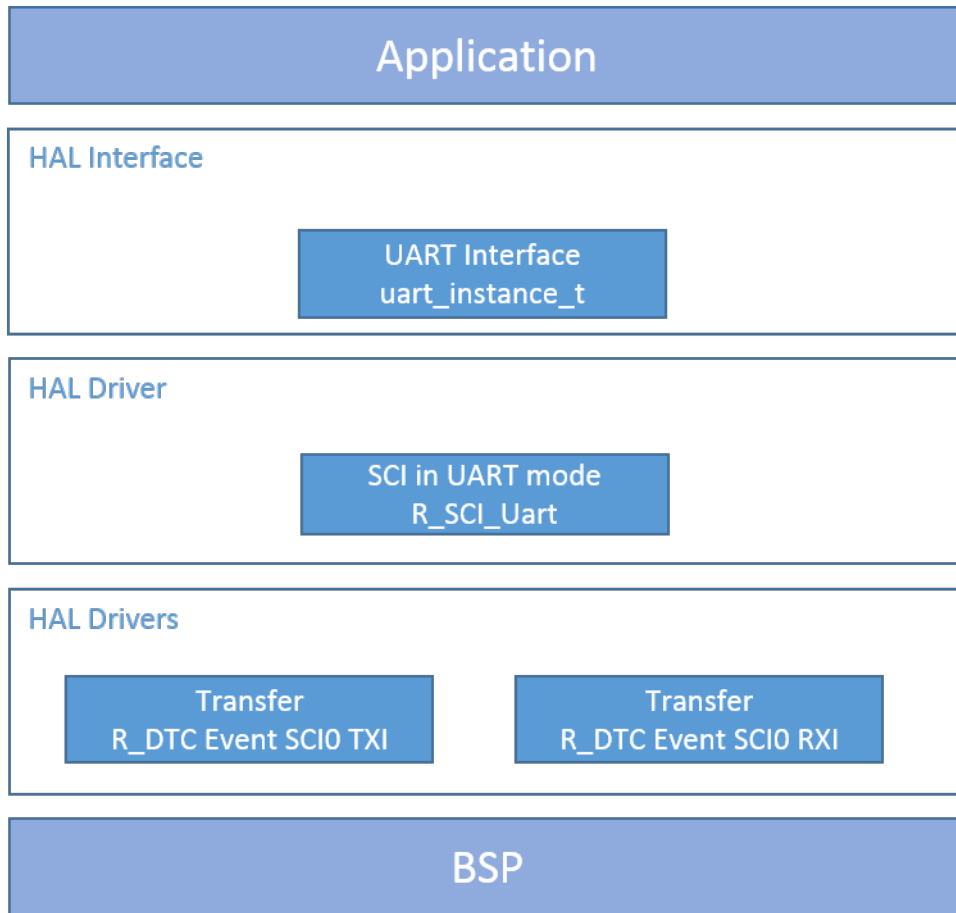 Application
HAL Interface
UART Interface
uart_instance_t
HAL Driver
SCI in UART mode
R_SCI_Uart
HAL Drivers
Transfer
R_DTC Event SCI0 TXI
Transfer
R_DTC Event SCI0 RXI
BSP